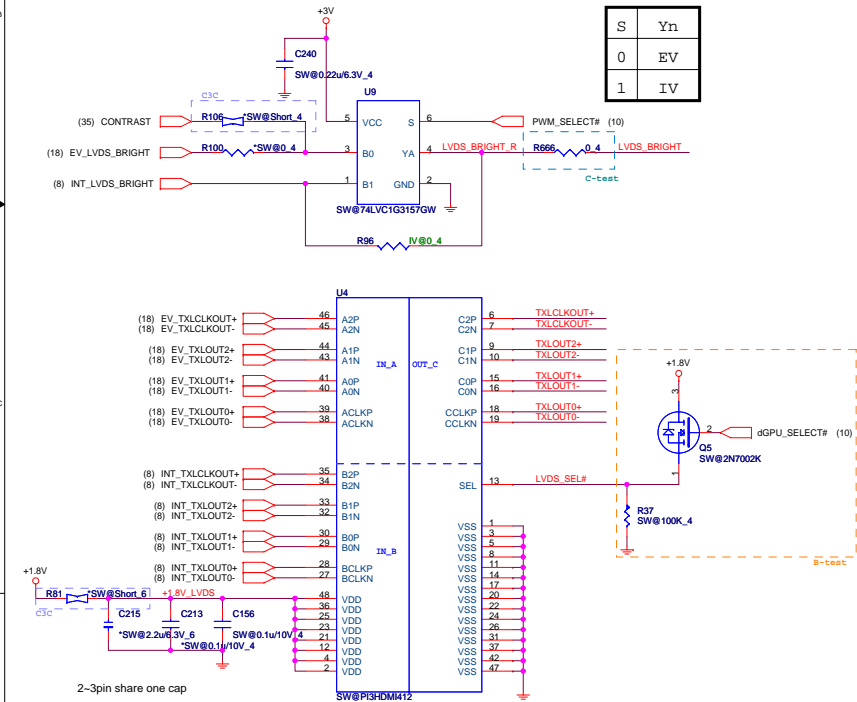 +3V
C240
SW@0.22u/6.3V_4
S Yn
0 EV
1 IV
C3C
U9
(35) CONTRAST
R106 *SW@Short_4
5 VCC S 6
PWM_SELECT# (10)
(18) EV_LVDS_BRIGHT
R100 *SW@0_4
3 B0 YA 4
LVDS_BRIGHT_R
R666 0_4
LVDS_BRIGHT
(8) INT_LVDS_BRIGHT
1 B1 GND 2
C-test
SW@74LVC1G3157GW
R96 IV@0_4
U4
(18) EV_TXLCLKOUT+ 46 A2P C2P 6 TXLCLKOUT+
(18) EV_TXLCLKOUT- 45 A2N C2N 7 TXLCLKOUT-
(18) EV_TXLOUT2+ 44 A1P C1P 9 TXLOUT2+
(18) EV_TXLOUT2- 43 A1N C1N 10 TXLOUT2-
IN_A OUT_C
(18) EV_TXLOUT1+ 41 A0P C0P 15 TXLOUT1+
(18) EV_TXLOUT1- 40 A0N C0N 16 TXLOUT1-
(18) EV_TXLOUT0+ 39 ACLKP CCLKP 18 TXLOUT0+
(18) EV_TXLOUT0- 38 ACLKN CCLKN 19 TXLOUT0-
+1.8V
3
2
dGPU_SELECT# (10)
Q5
SW@2N7002K
1
(8) INT_TXLCLKOUT+ 35 B2P
(8) INT_TXLCLKOUT- 34 B2N
SEL 13 LVDS_SEL#
(8) INT_TXLOUT2+ 33 B1P
(8) INT_TXLOUT2- 32 B1N
R37
SW@100K_4
(8) INT_TXLOUT1+ 30 B0P
(8) INT_TXLOUT1- 29 B0N
IN_B
(8) INT_TXLOUT0+ 28 BCLKP
(8) INT_TXLOUT0- 27 BCLKN
B-test
VSS 1
VSS 3
VSS 5
VSS 8
VSS 11
VSS 14
VSS 17
VSS 20
VSS 22
VSS 24
VSS 26
VSS 31
VSS 37
VSS 42
VSS 47
+1.8V
R81 *SW@Short_6
+1.8V_LVDS
C3C
48 VDD
36 VDD
25 VDD
23 VDD
21 VDD
12 VDD
4 VDD
2 VDD
C215
*SW@2.2u/6.3V_6
C213
*SW@0.1u/10V_4
C156
SW@0.1u/10V_4
2~3pin share one cap
SW@PI3HDMI412